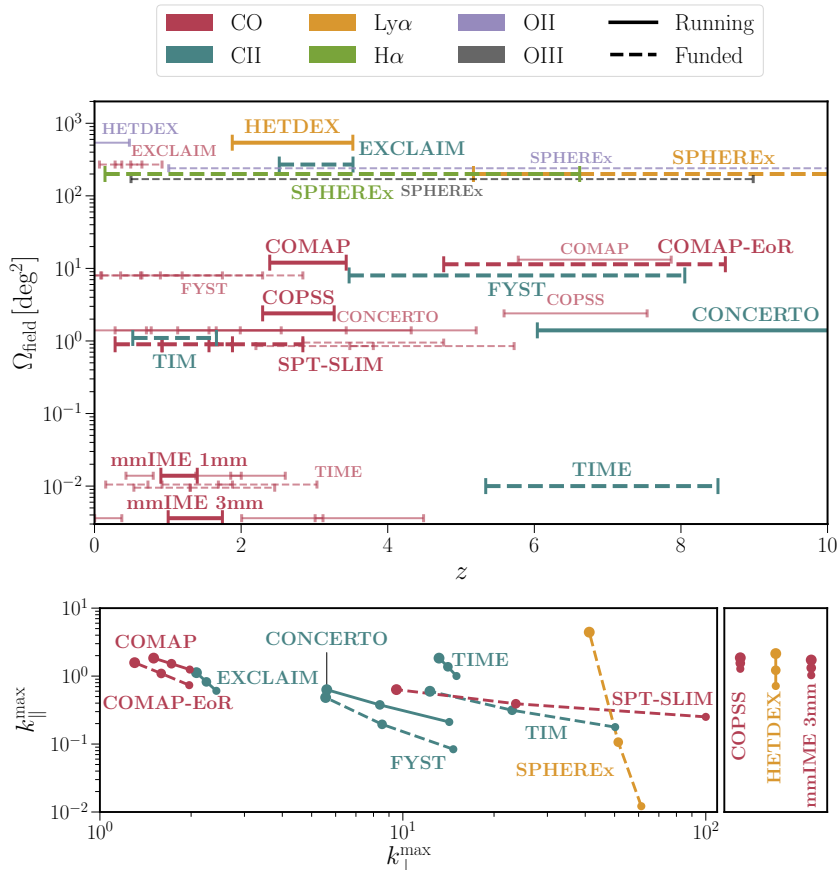 CO Lyα OII Running
CII Hα OIII Funded
10³
10²
10¹
10⁰
10⁻¹
10⁻²
Ω_field [deg²]
HETDEX HETDEX
EXCLAIM EXCLAIM
SPHEREx SPHEREx
SPHEREx SPHEREx
COMAP COMAP COMAP-EoR
FYST FYST
COPSS CONCERTO COPSS CONCERTO
TIM SPT-SLIM
mmIME 1mm TIME TIME
mmIME 3mm
0 2 4 6 8 10
z
10¹
10⁰
10⁻¹
10⁻²
k_∥^max
COMAP CONCERTO TIME
EXCLAIM
COMAP-EoR SPT-SLIM
FYST TIM
SPHEREx
COPSS
HETDEX
mmIME 3mm
10⁰ 10¹ 10²
k_⊥^max